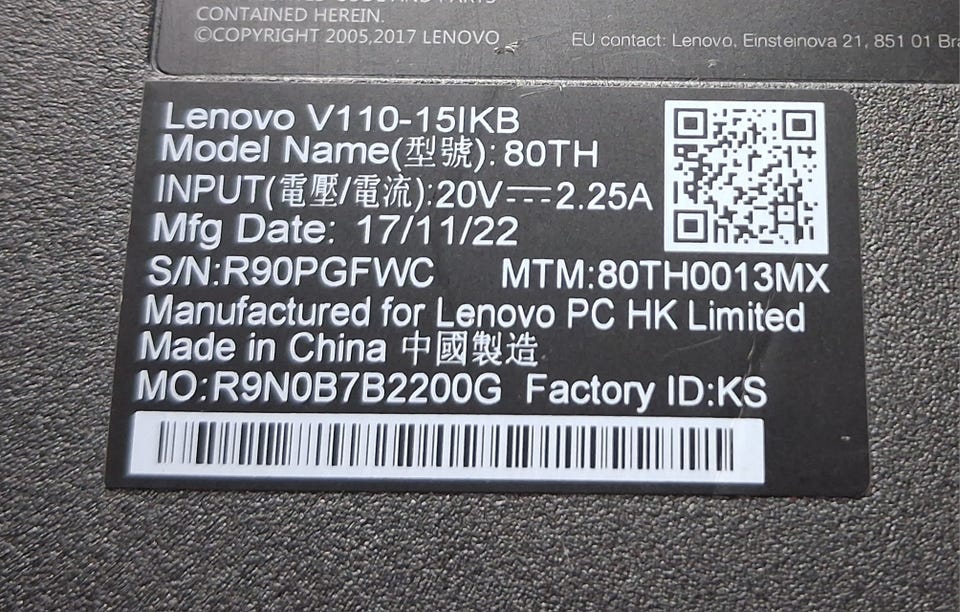 CONTAINED HEREIN.
©COPYRIGHT 2005,2017 LENOVO
EU contact: Lenovo, Einsteinova 21, 851 01
Lenovo V110-15IKB
Model Name(型號): 80TH
INPUT(電壓/電流):20V⎓2.25A
Mfg Date: 17/11/22
S/N:R90PGFWC MTM:80TH0013MX
Manufactured for Lenovo PC HK Limited
Made in China 中國製造
MO:R9N0B7B2200G Factory ID:KS